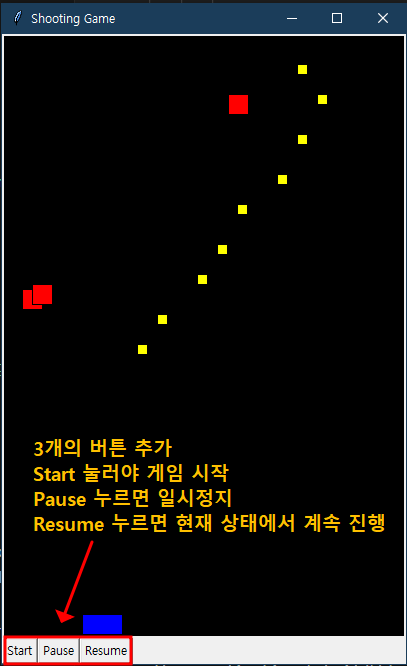 Shooting Game
3개의 버튼 추가
Start 눌러야 게임 시작
Pause 누르면 일시정지
Resume 누르면 현재 상태에서 계속 진행
Start Pause Resume